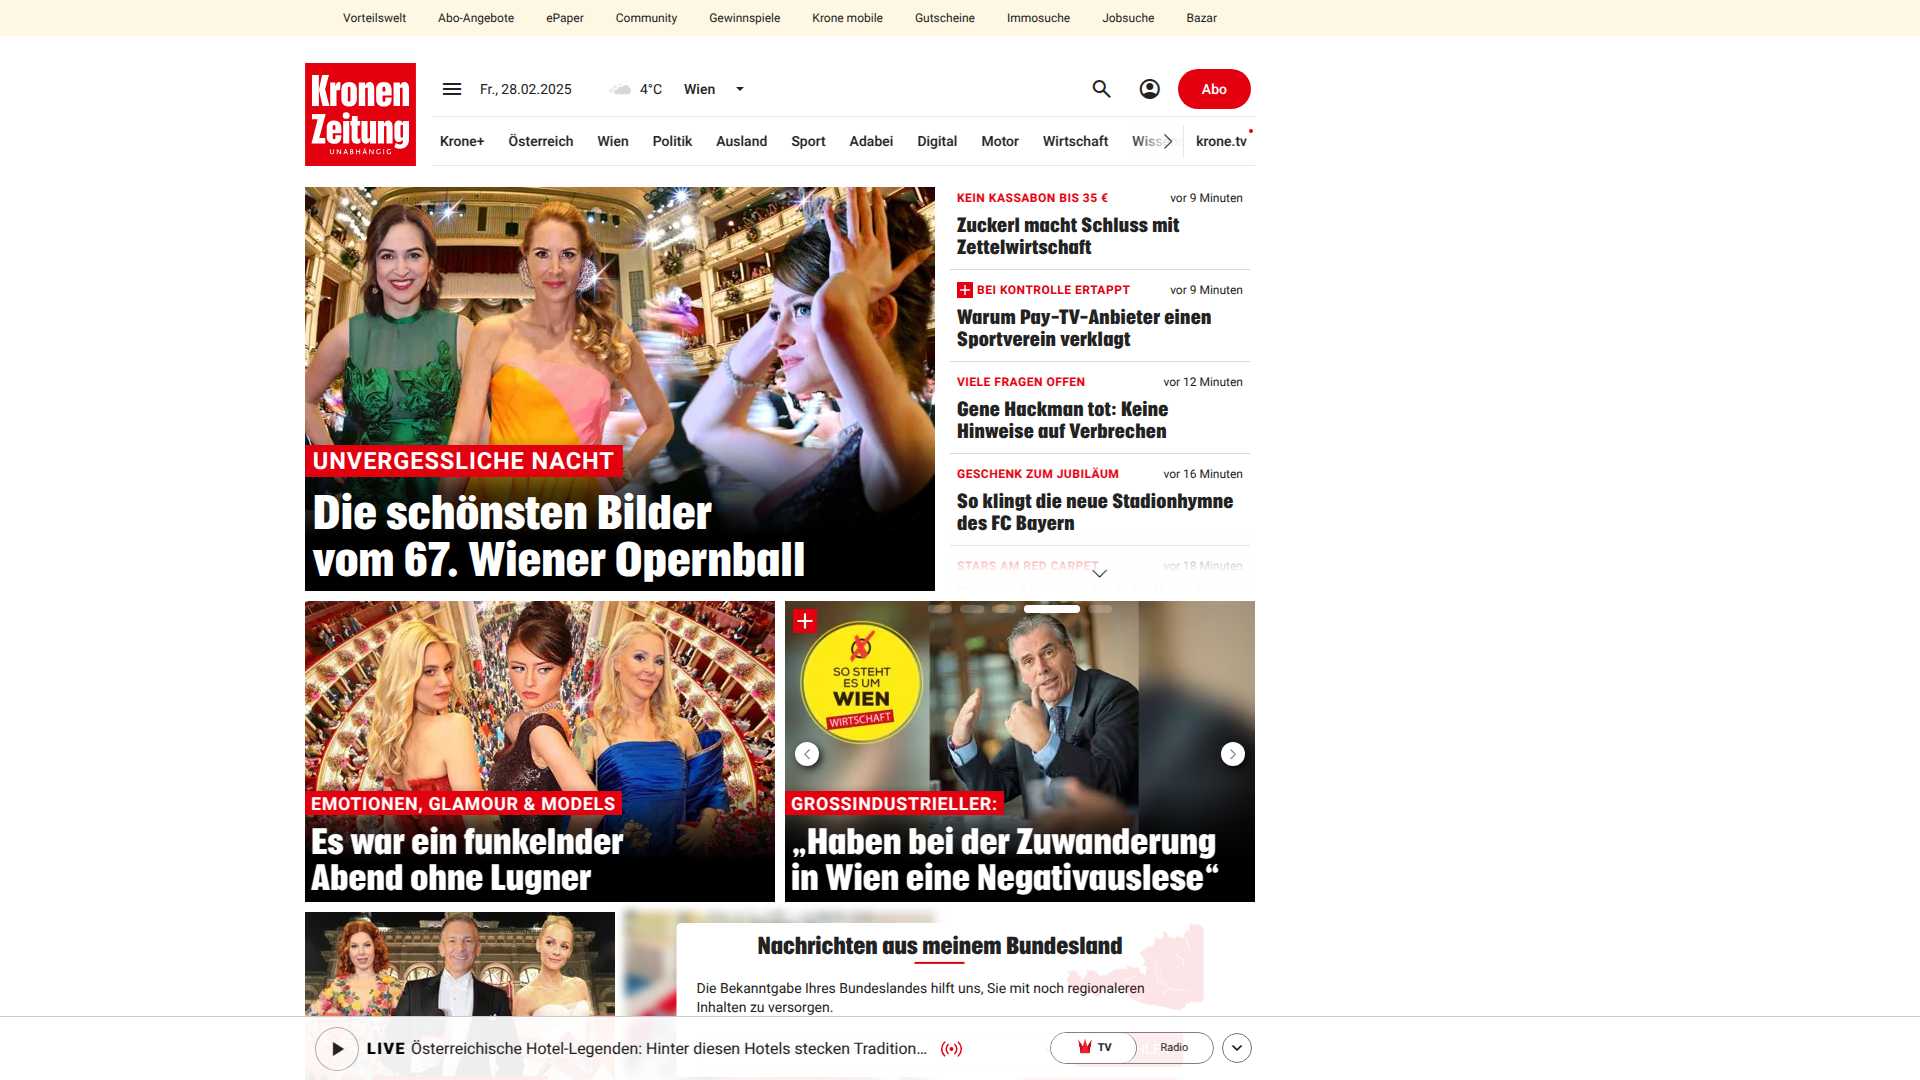 Vorteilswelt Abo-Angebote ePaper Community Gewinnspiele Krone mobile Gutscheine Immosuche Jobsuche Bazar
Kronen
Zeitung
UNABHÄNGIG
Fr., 28.02.2025 4°C Wien
Abo
Krone+ Österreich Wien Politik Ausland Sport Adabei Digital Motor Wirtschaft krone.tv
UNVERGESSLICHE NACHT
Die schönsten Bilder
vom 67. Wiener Opernball
KEIN KASSABON BIS 35 € vor 9 Minuten
Zuckerl macht Schluss mit
Zettelwirtschaft
BEI KONTROLLE ERTAPPT vor 9 Minuten
Warum Pay-TV-Anbieter einen
Sportverein verklagt
VIELE FRAGEN OFFEN vor 12 Minuten
Gene Hackman tot: Keine
Hinweise auf Verbrechen
GESCHENK ZUM JUBILÄUM vor 16 Minuten
So klingt die neue Stadionhymne
des FC Bayern
STARS AM RED CARPET vor 18 Minuten
EMOTIONEN, GLAMOUR & MODELS
Es war ein funkelnder
Abend ohne Lugner
SO STEHT
ES UM
WIEN
WIRTSCHAFT
GROSSINDUSTRIELLER:
„Haben bei der Zuwanderung
in Wien eine Negativauslese“
Nachrichten aus meinem Bundesland
Die Bekanntgabe Ihres Bundeslandes hilft uns, Sie mit noch regionaleren
Inhalten zu versorgen.
LIVE Österreichische Hotel-Legenden: Hinter diesen Hotels stecken Tradition...
TV Radio